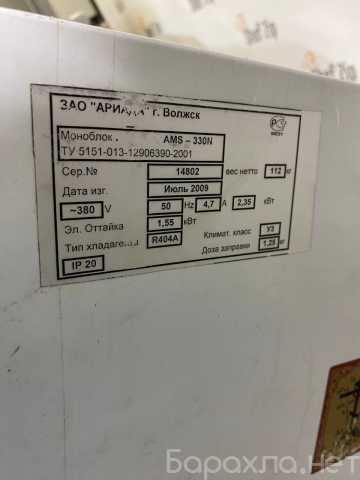 ЗАО "АРИАДА" г. Волжск
Моноблок AMS – 330N
ТУ 5151-013-12906390-2001
Сер.№ 14802 вес нетто 112 кг
Дата изг. Июль 2009
~380 V 50 Hz 4,7 А 2,35 кВт
Эл. Оттайка 1,55 кВт
Тип хладагента R404A Климат. класс У3
Доза заправки 1,25 кг
IP 20
Барахла.нет